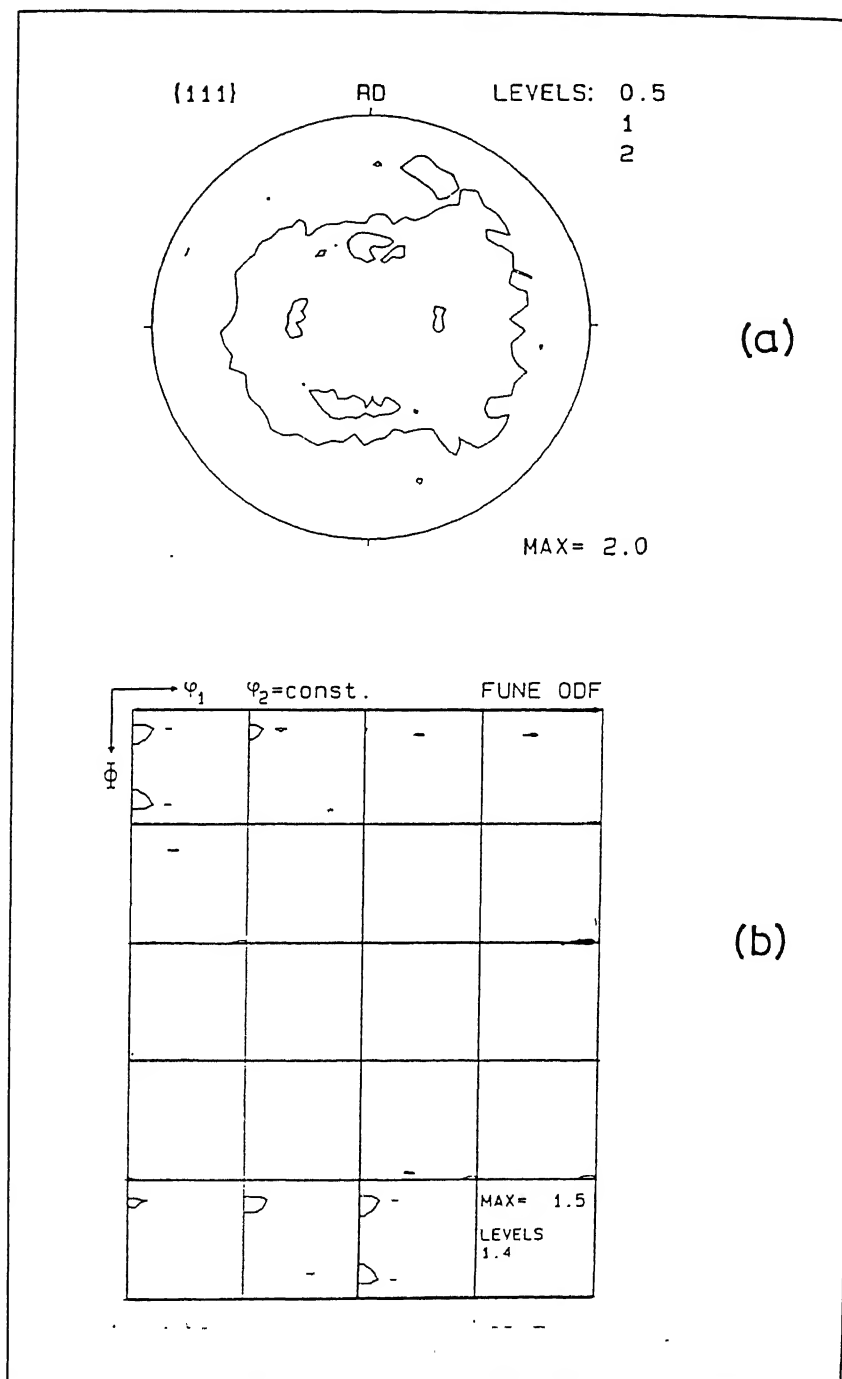 {111} RD LEVELS: 0.5
1
2
(a)
MAX= 2.0
φ1 φ2=const. FUNE ODF
Φ
(b)
MAX= 1.5
LEVELS
1.4